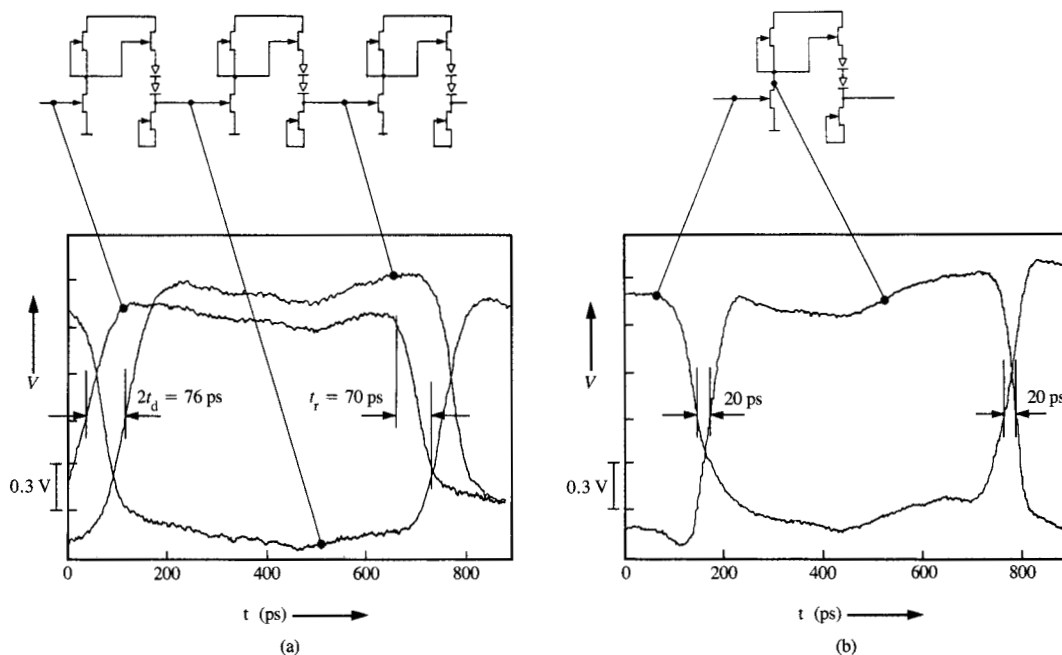 V
0.3 V
2t_d = 76 ps
t_r = 70 ps
0
200
400
600
800
t (ps)
(a)
V
0.3 V
20 ps
20 ps
0
200
400
600
800
t (ps)
(b)